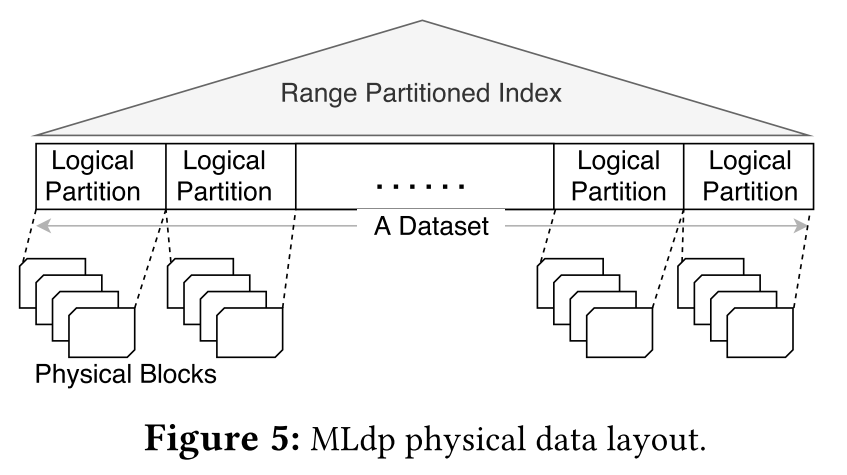 Range Partitioned Index
Logical Partition
Logical Partition
......
Logical Partition
Logical Partition
A Dataset
Physical Blocks
Figure 5: MLdp physical data layout.